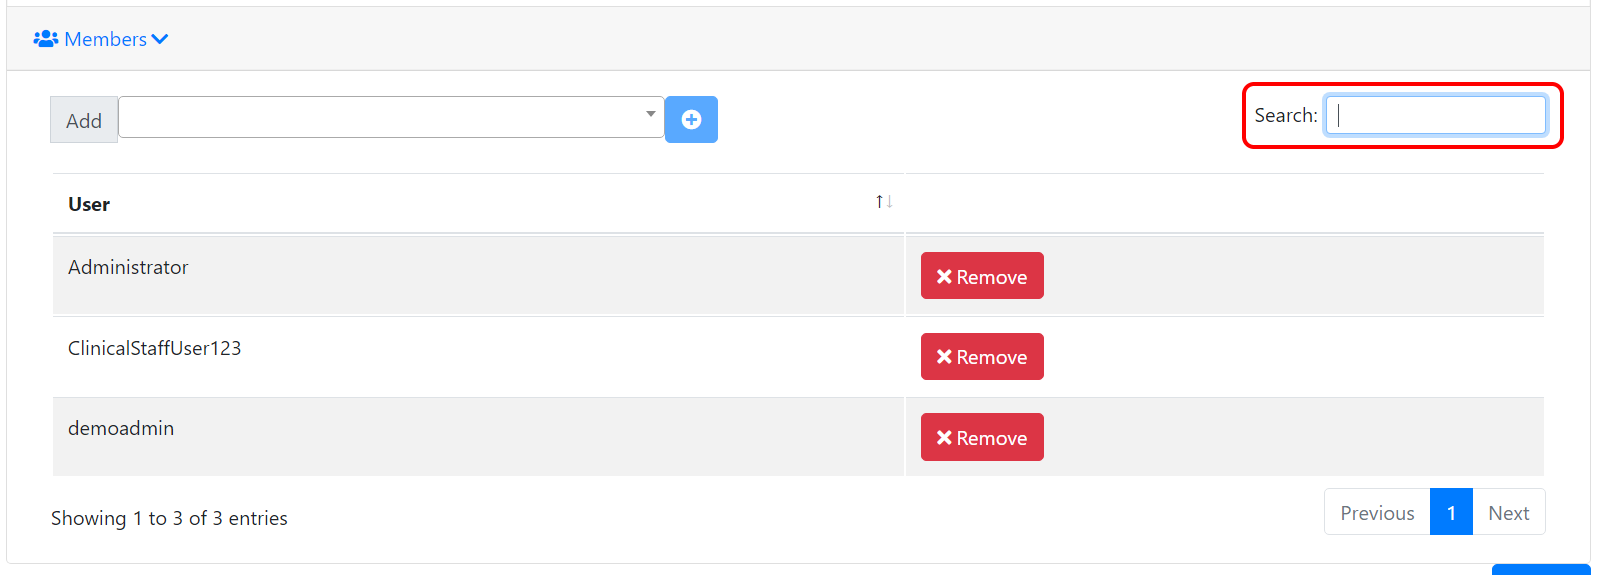 Members
Add
Search:
User
Administrator
Remove
ClinicalStaffUser123
Remove
demoadmin
Remove
Showing 1 to 3 of 3 entries
Previous 1 Next